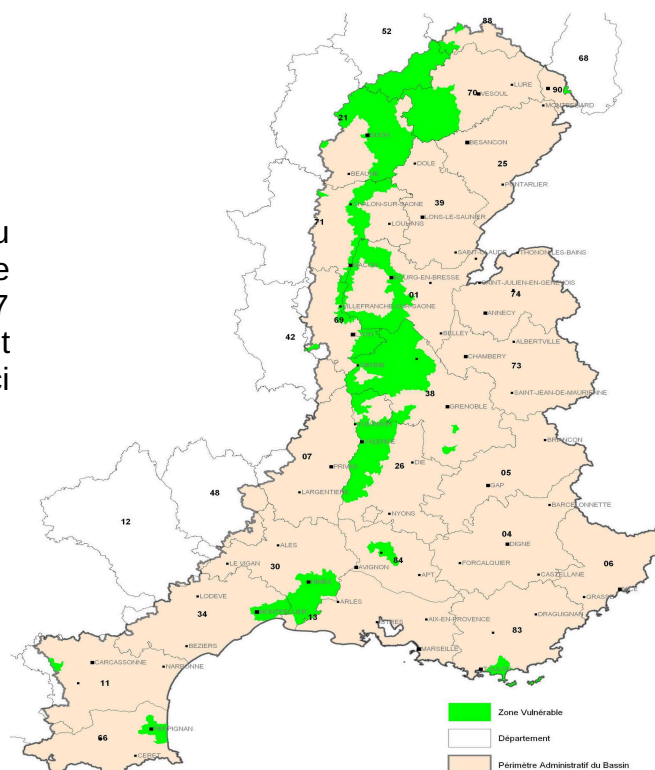 52
88
68
70
VESOUL
LURE
90
MONTBELIARD
21
BESANCON
25
DOLE
BEAUNE
PONTARLIER
39
CHALON-SUR-SAONE
71
LONS-LE-SAUNIER
LOUHANS
u
e
SAINT-CLAUDE
THONON-LES-BAINS
7
BOURG-EN-BRESSE
SAINT-JULIEN-EN-GENEVOIS
01
74
VILLEFRANCHE-SUR-SAONE
t
69
ANNECY
42
BELLEY
ALBERTVILLE
ci
CHAMBERY
73
38
SAINT-JEAN-DE-MAURIENNE
GRENOBLE
BRIANCON
07
PRIVAS
26
DIE
05
48
GAP
LARGENTIERE
BARCELONNETTE
12
NYONS
04
ALES
DIGNE
LE VIGAN
30
84
06
AVIGNON
APT
FORCALQUIER
CASTELLANE
LODEVE
ARLES
GRASSE
34
13
DRAGUIGNAN
AIX-EN-PROVENCE
83
BEZIERS
MARSEILLE
CARCASSONNE
NARBONNE
11
66
CERET
Zone Vulnérable
Département
Périmètre Administratif du Bassin